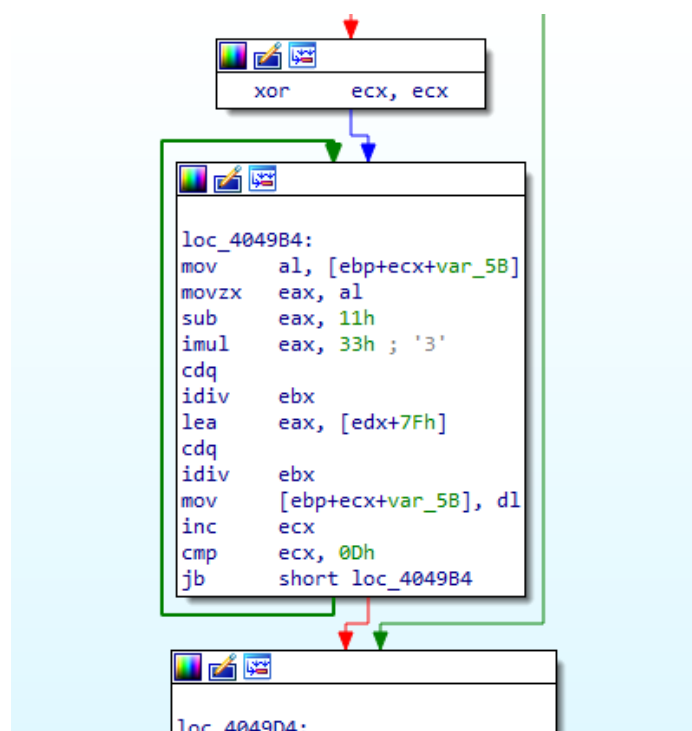 xor ecx, ecx
loc_4049B4:
mov al, [ebp+ecx+var_5B]
movzx eax, al
sub eax, 11h
imul eax, 33h ; '3'
cdq
idiv ebx
lea eax, [edx+7Fh]
cdq
idiv ebx
mov [ebp+ecx+var_5B], dl
inc ecx
cmp ecx, 0Dh
jb short loc_4049B4
loc_4049D4: